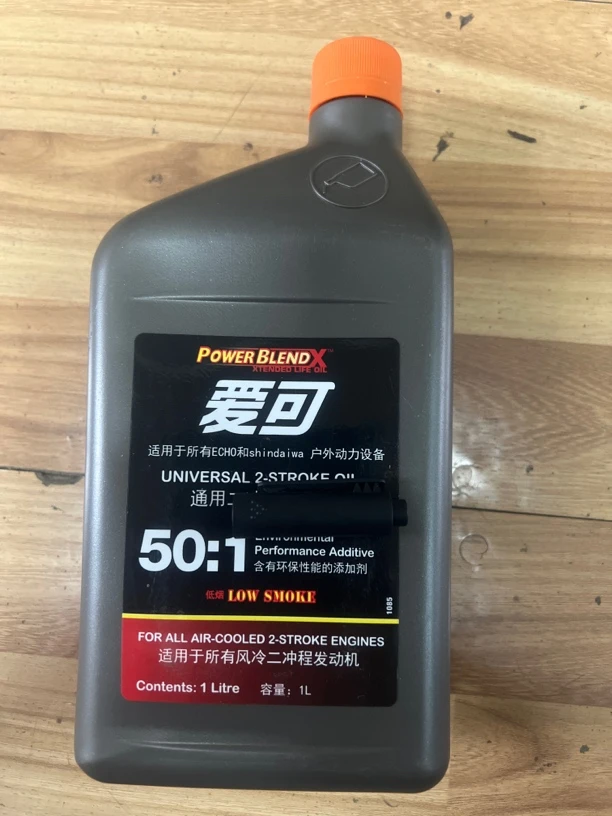 POWER BLEND X™
XTENDED LIFE OIL
爱可
适用于所有ECHO和shindaiwa 户外动力设备
UNIVERSAL 2-STROKE OIL
通用二
50:1
Environmental
Performance Additive
含有环保性能的添加剂
低烟 LOW SMOKE
1085
FOR ALL AIR-COOLED 2-STROKE ENGINES
适用于所有风冷二冲程发动机
Contents: 1 Litre 容量：1L